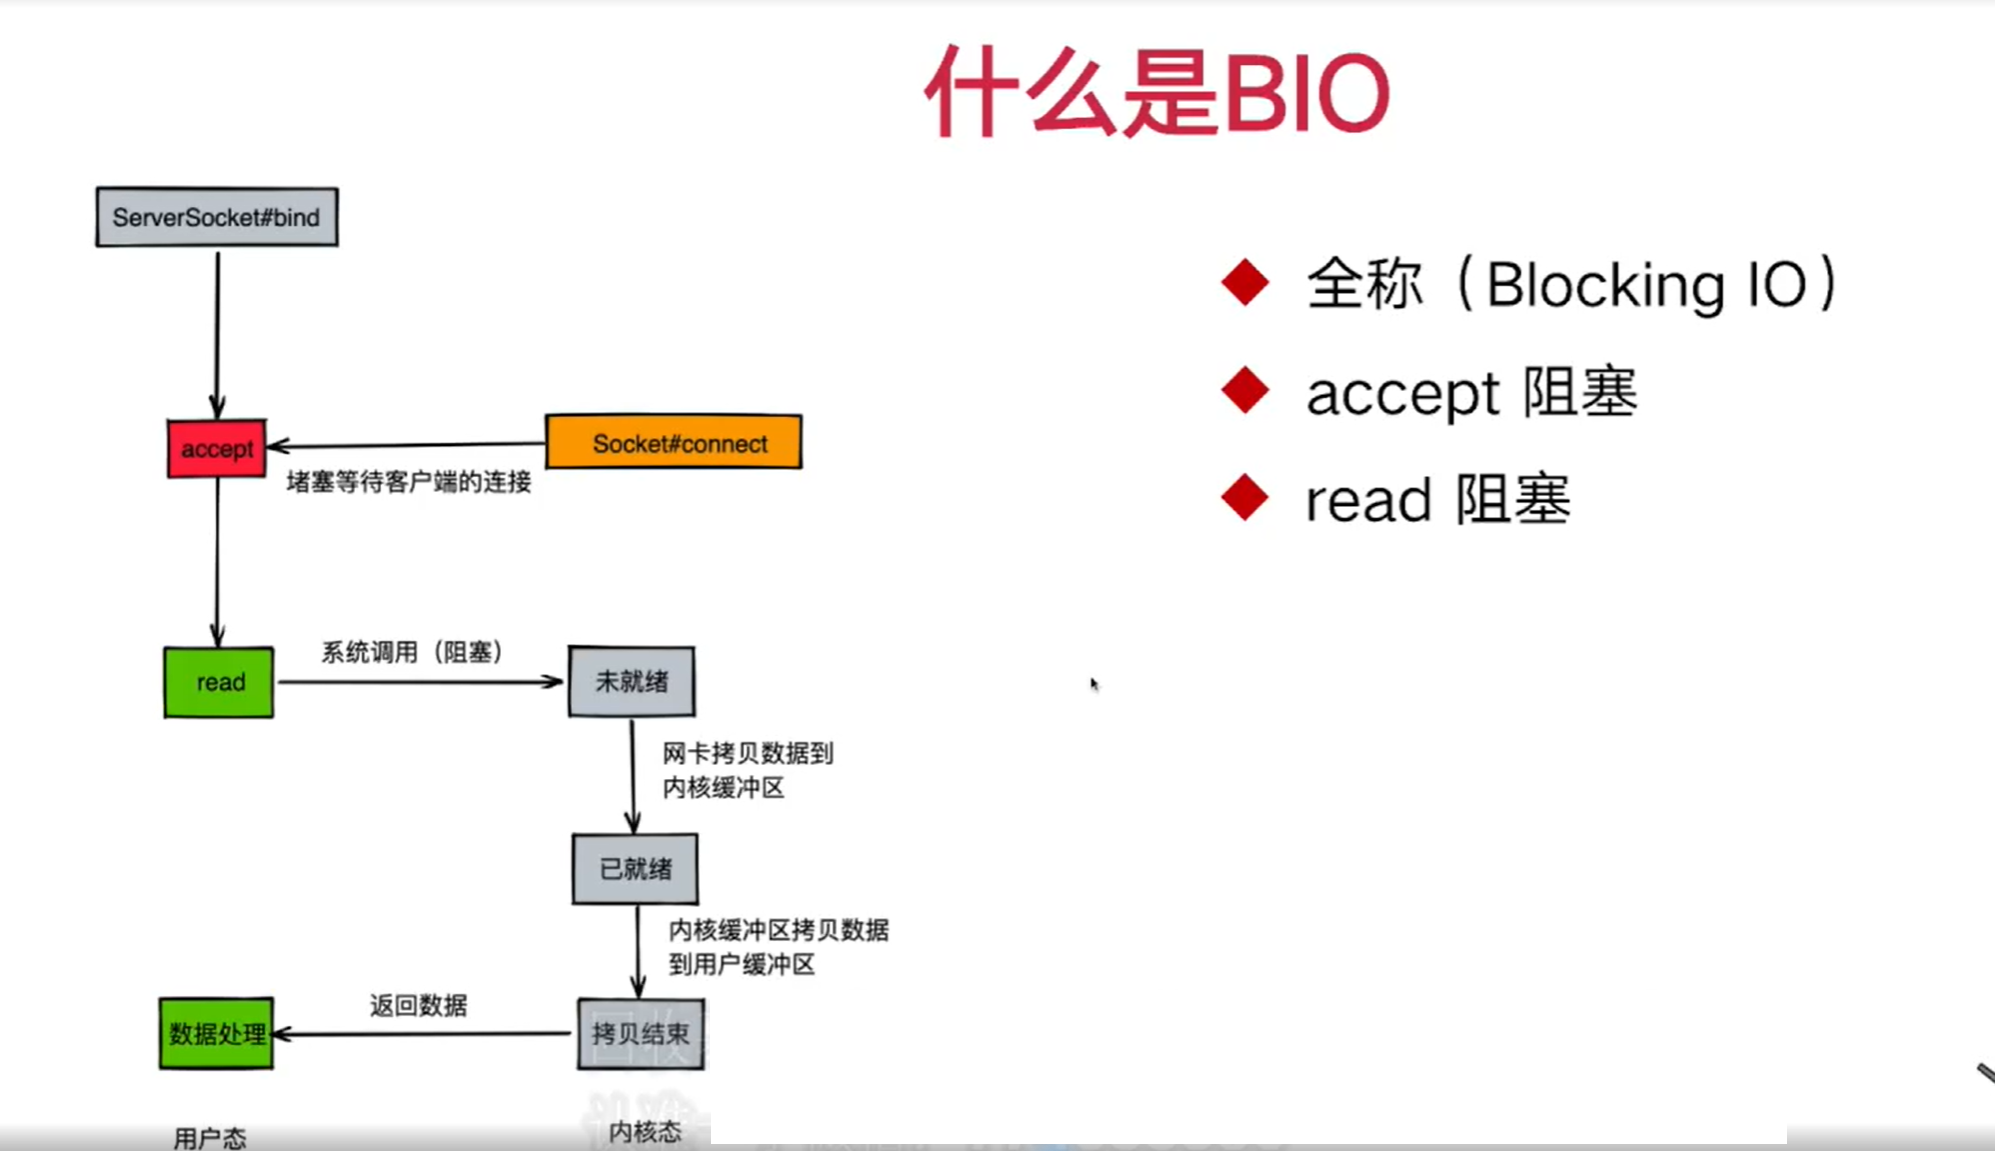 什么是BIO
ServerSocket#bind
全称（Blocking IO）
accept 阻塞
accept
Socket#connect
堵塞等待客户端的连接
read 阻塞
read
系统调用（阻塞）
未就绪
网卡拷贝数据到
内核缓冲区
已就绪
内核缓冲区拷贝数据
到用户缓冲区
数据处理
返回数据
拷贝结束
用户态
内核态